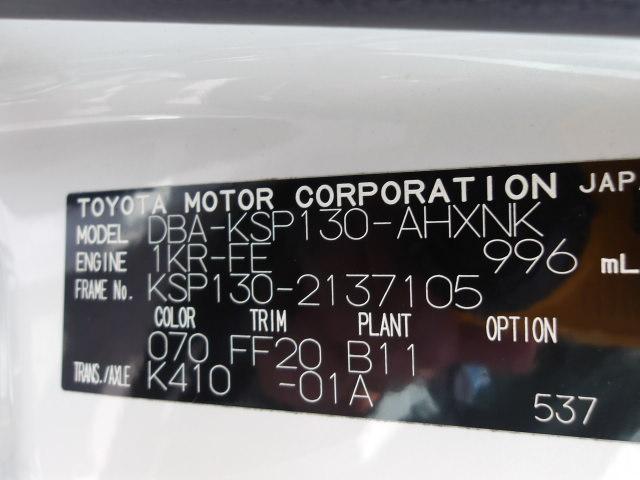 TOYOTA MOTOR CORPORATION JAPA
MODEL DBA-KSP130-AHXNK
ENGINE 1KR-FE 996 mL
FRAME No. KSP130-2137105
COLOR TRIM PLANT OPTION
070 FF20 B11
TRANS./AXLE K410 -01A
537